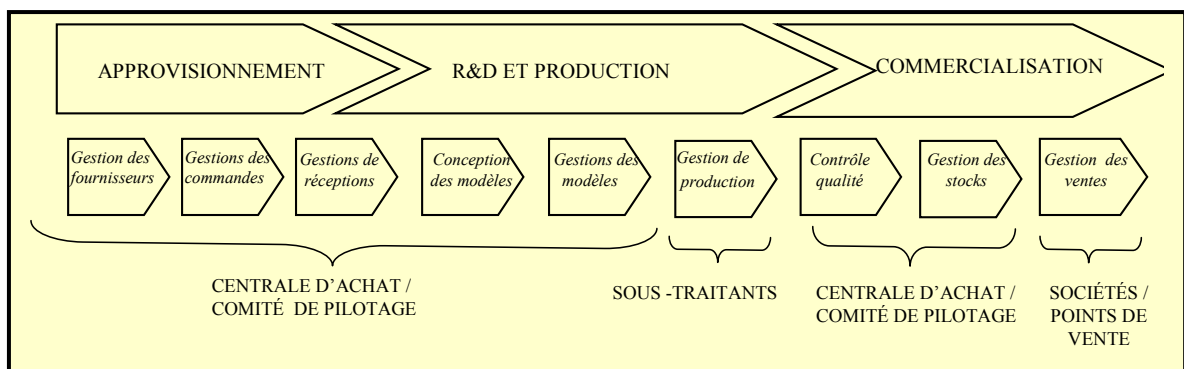 APPROVISIONNEMENT
R&D ET PRODUCTION
COMMERCIALISATION
Gestion des
fournisseurs
Gestions des
commandes
Gestions de
réceptions
Conception
des modèles
Gestions des
modèles
Gestion de
production
Contrôle
qualité
Gestion des
stocks
Gestion des
ventes
CENTRALE D'ACHAT /
COMITÉ DE PILOTAGE
SOUS -TRAITANTS
CENTRALE D'ACHAT /
COMITÉ DE PILOTAGE
SOCIÉTÉS /
POINTS DE
VENTE